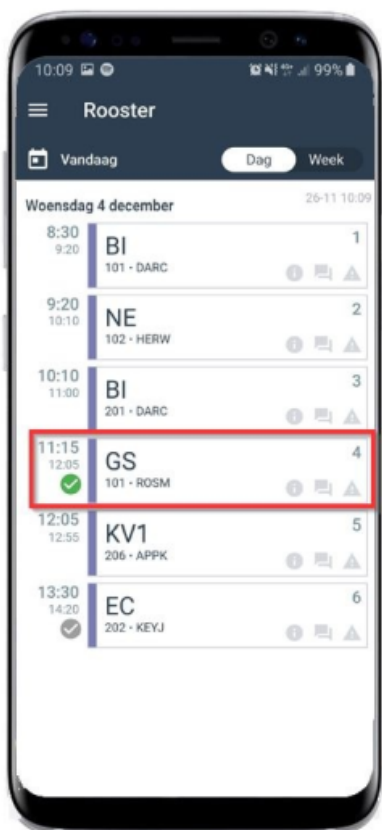 10:09 99%
Rooster
Vandaag Dag Week
Woensdag 4 december 26-11 10:09
8:30 BI 1
9:20 101 - DARC
9:20 NE 2
10:10 102 - HERW
10:10 BI 3
11:00 201 - DARC
11:15 GS 4
12:05 101 - ROSM
12:05 KV1 5
12:55 206 - APPK
13:30 EC 6
14:20 202 - KEYJ